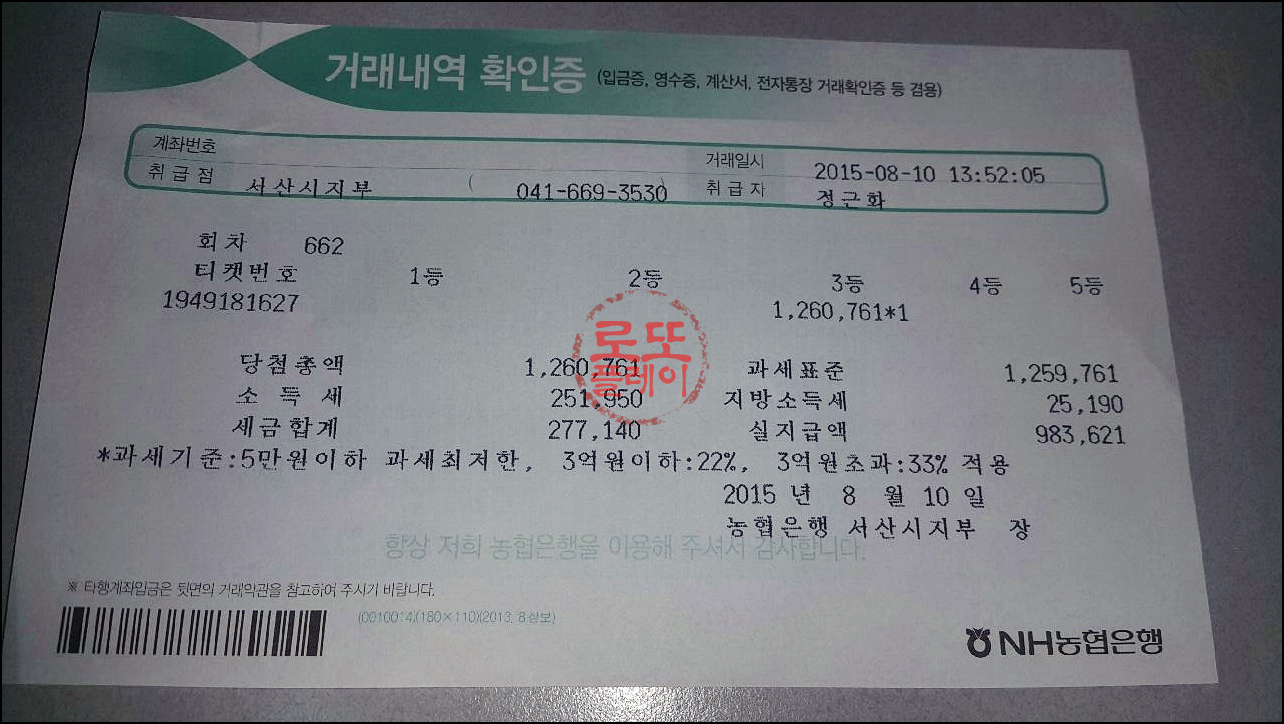 거래내역 확인증 (입금증, 영수증, 계산서, 전자통장 거래확인증 등 겸용)
계좌번호 거래일시 2015-08-10 13:52:05
취급점 서산시지부 ( 041-669-3530 ) 취급자 정근화
회차 662
티켓번호 1등 2등 3등 4등 5등
1949181627 1,260,761*1
로또
플레이
당첨총액 1,260,761 과세표준 1,259,761
소 득 세 251,950 지방소득세 25,190
세금합계 277,140 실지급액 983,621
*과세기준:5만원이하 과세최저한, 3억원이하:22%, 3억원초과:33% 적용
2015 년 8 월 10 일
농협은행 서산시지부 장
항상 저희 농협은행을 이용해 주셔서 감사합니다.
※ 타행계좌입금은 뒷면의 거래약관을 참고하여 주시기 바랍니다.
(0010014)(180×110)(2013. 8상보)
NH농협은행